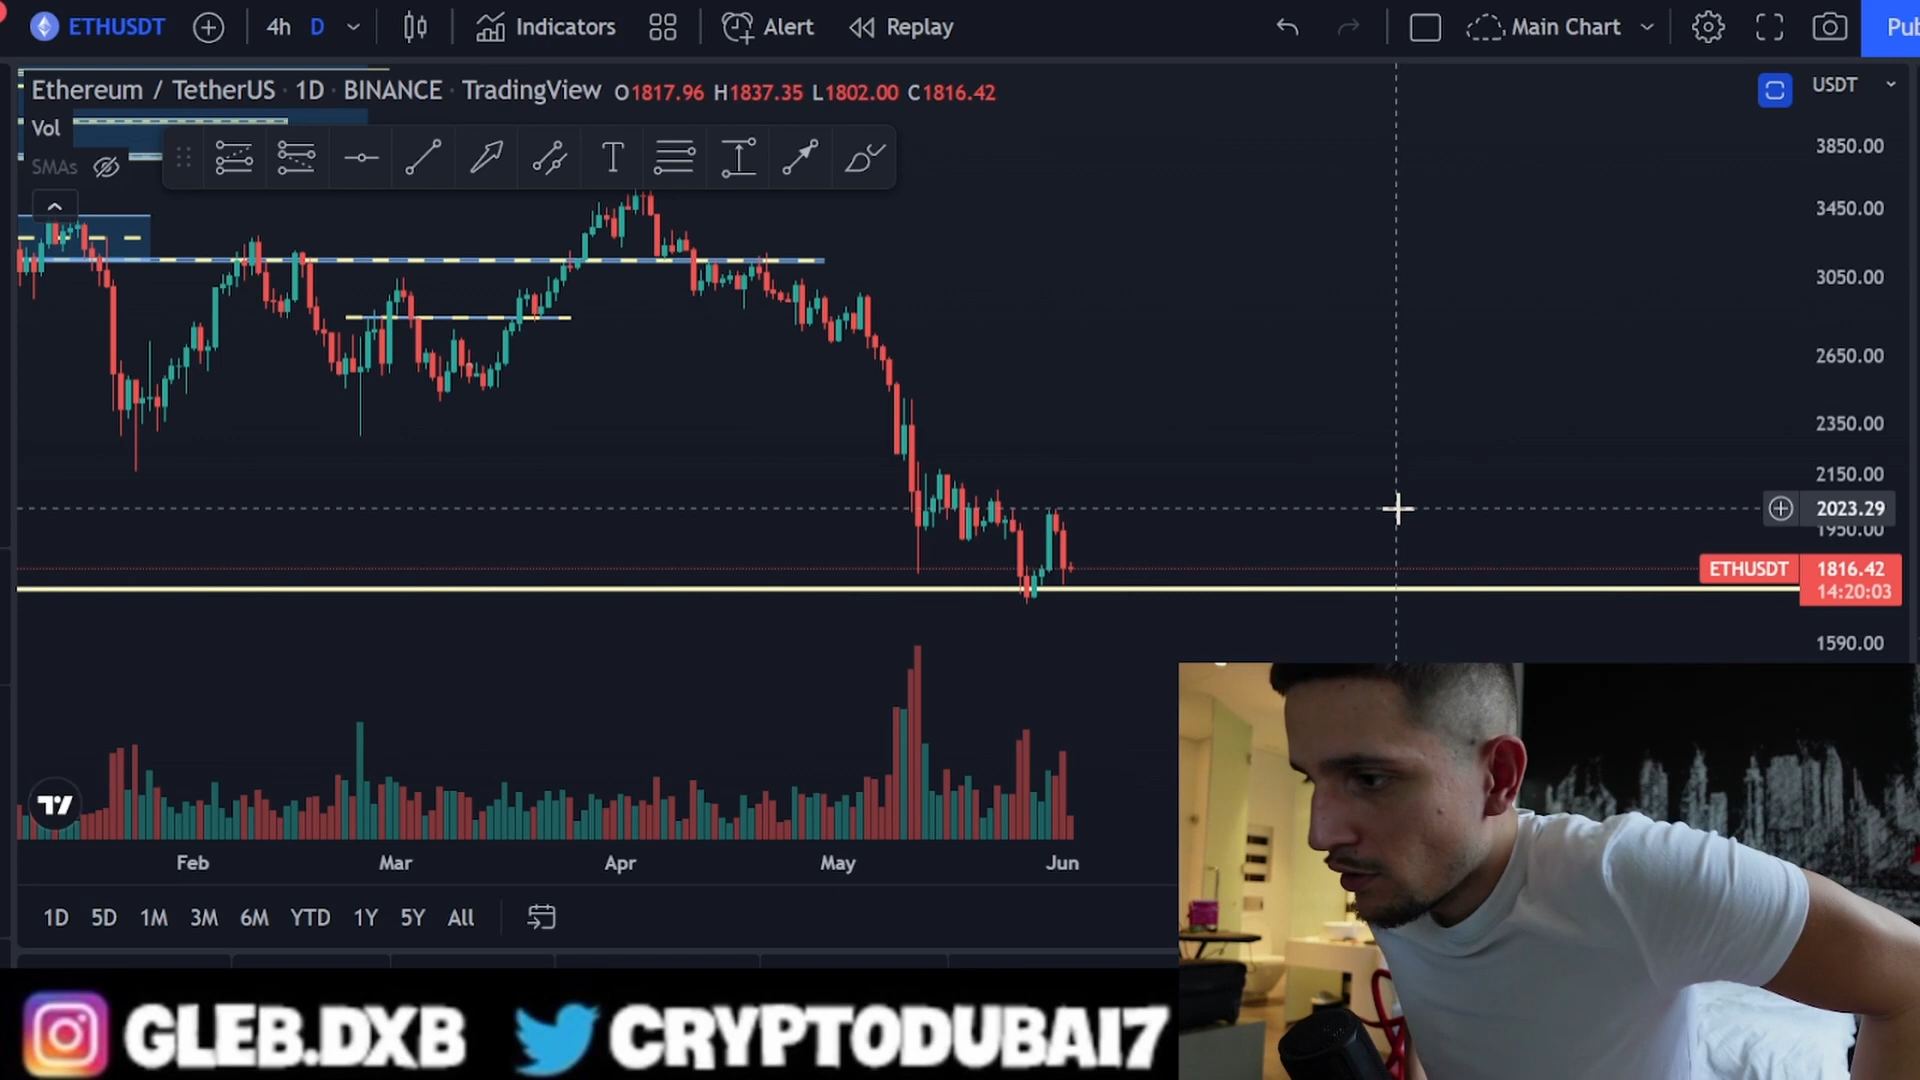 ETHUSDT 4h D Indicators Alert Replay Main Chart Pub
Ethereum / TetherUS · 1D · BINANCE · TradingView O1817.96 H1837.35 L1802.00 C1816.42 USDT
Vol
SMAs
3850.00
3450.00
3050.00
2650.00
2350.00
2150.00
2023.29
1950.00
ETHUSDT 1816.42
14:20:03
1590.00
Feb Mar Apr May Jun
1D 5D 1M 3M 6M YTD 1Y 5Y All
GLEB.DXB CRYPTODUBAI7